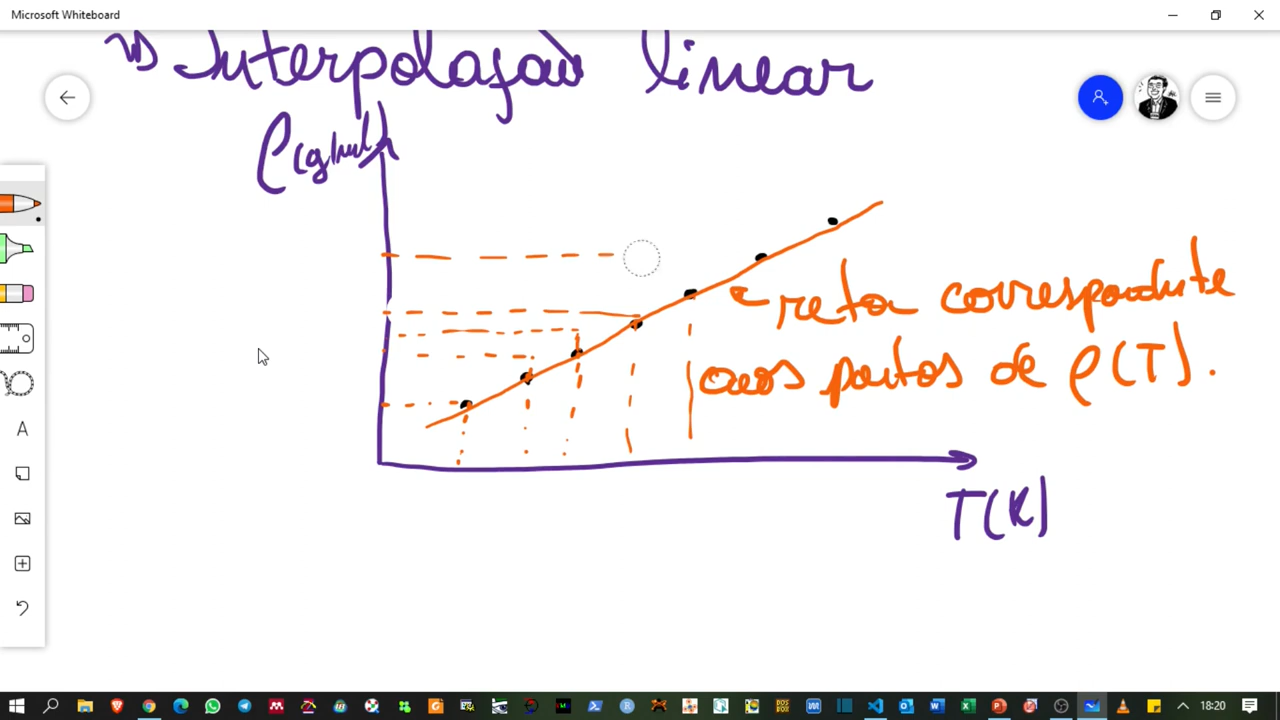 Microsoft Whiteboard
Interpolação linear
ρ(g/ml)
reta correspondente
aos pontos de ρ(T).
T(K)
A
18:20